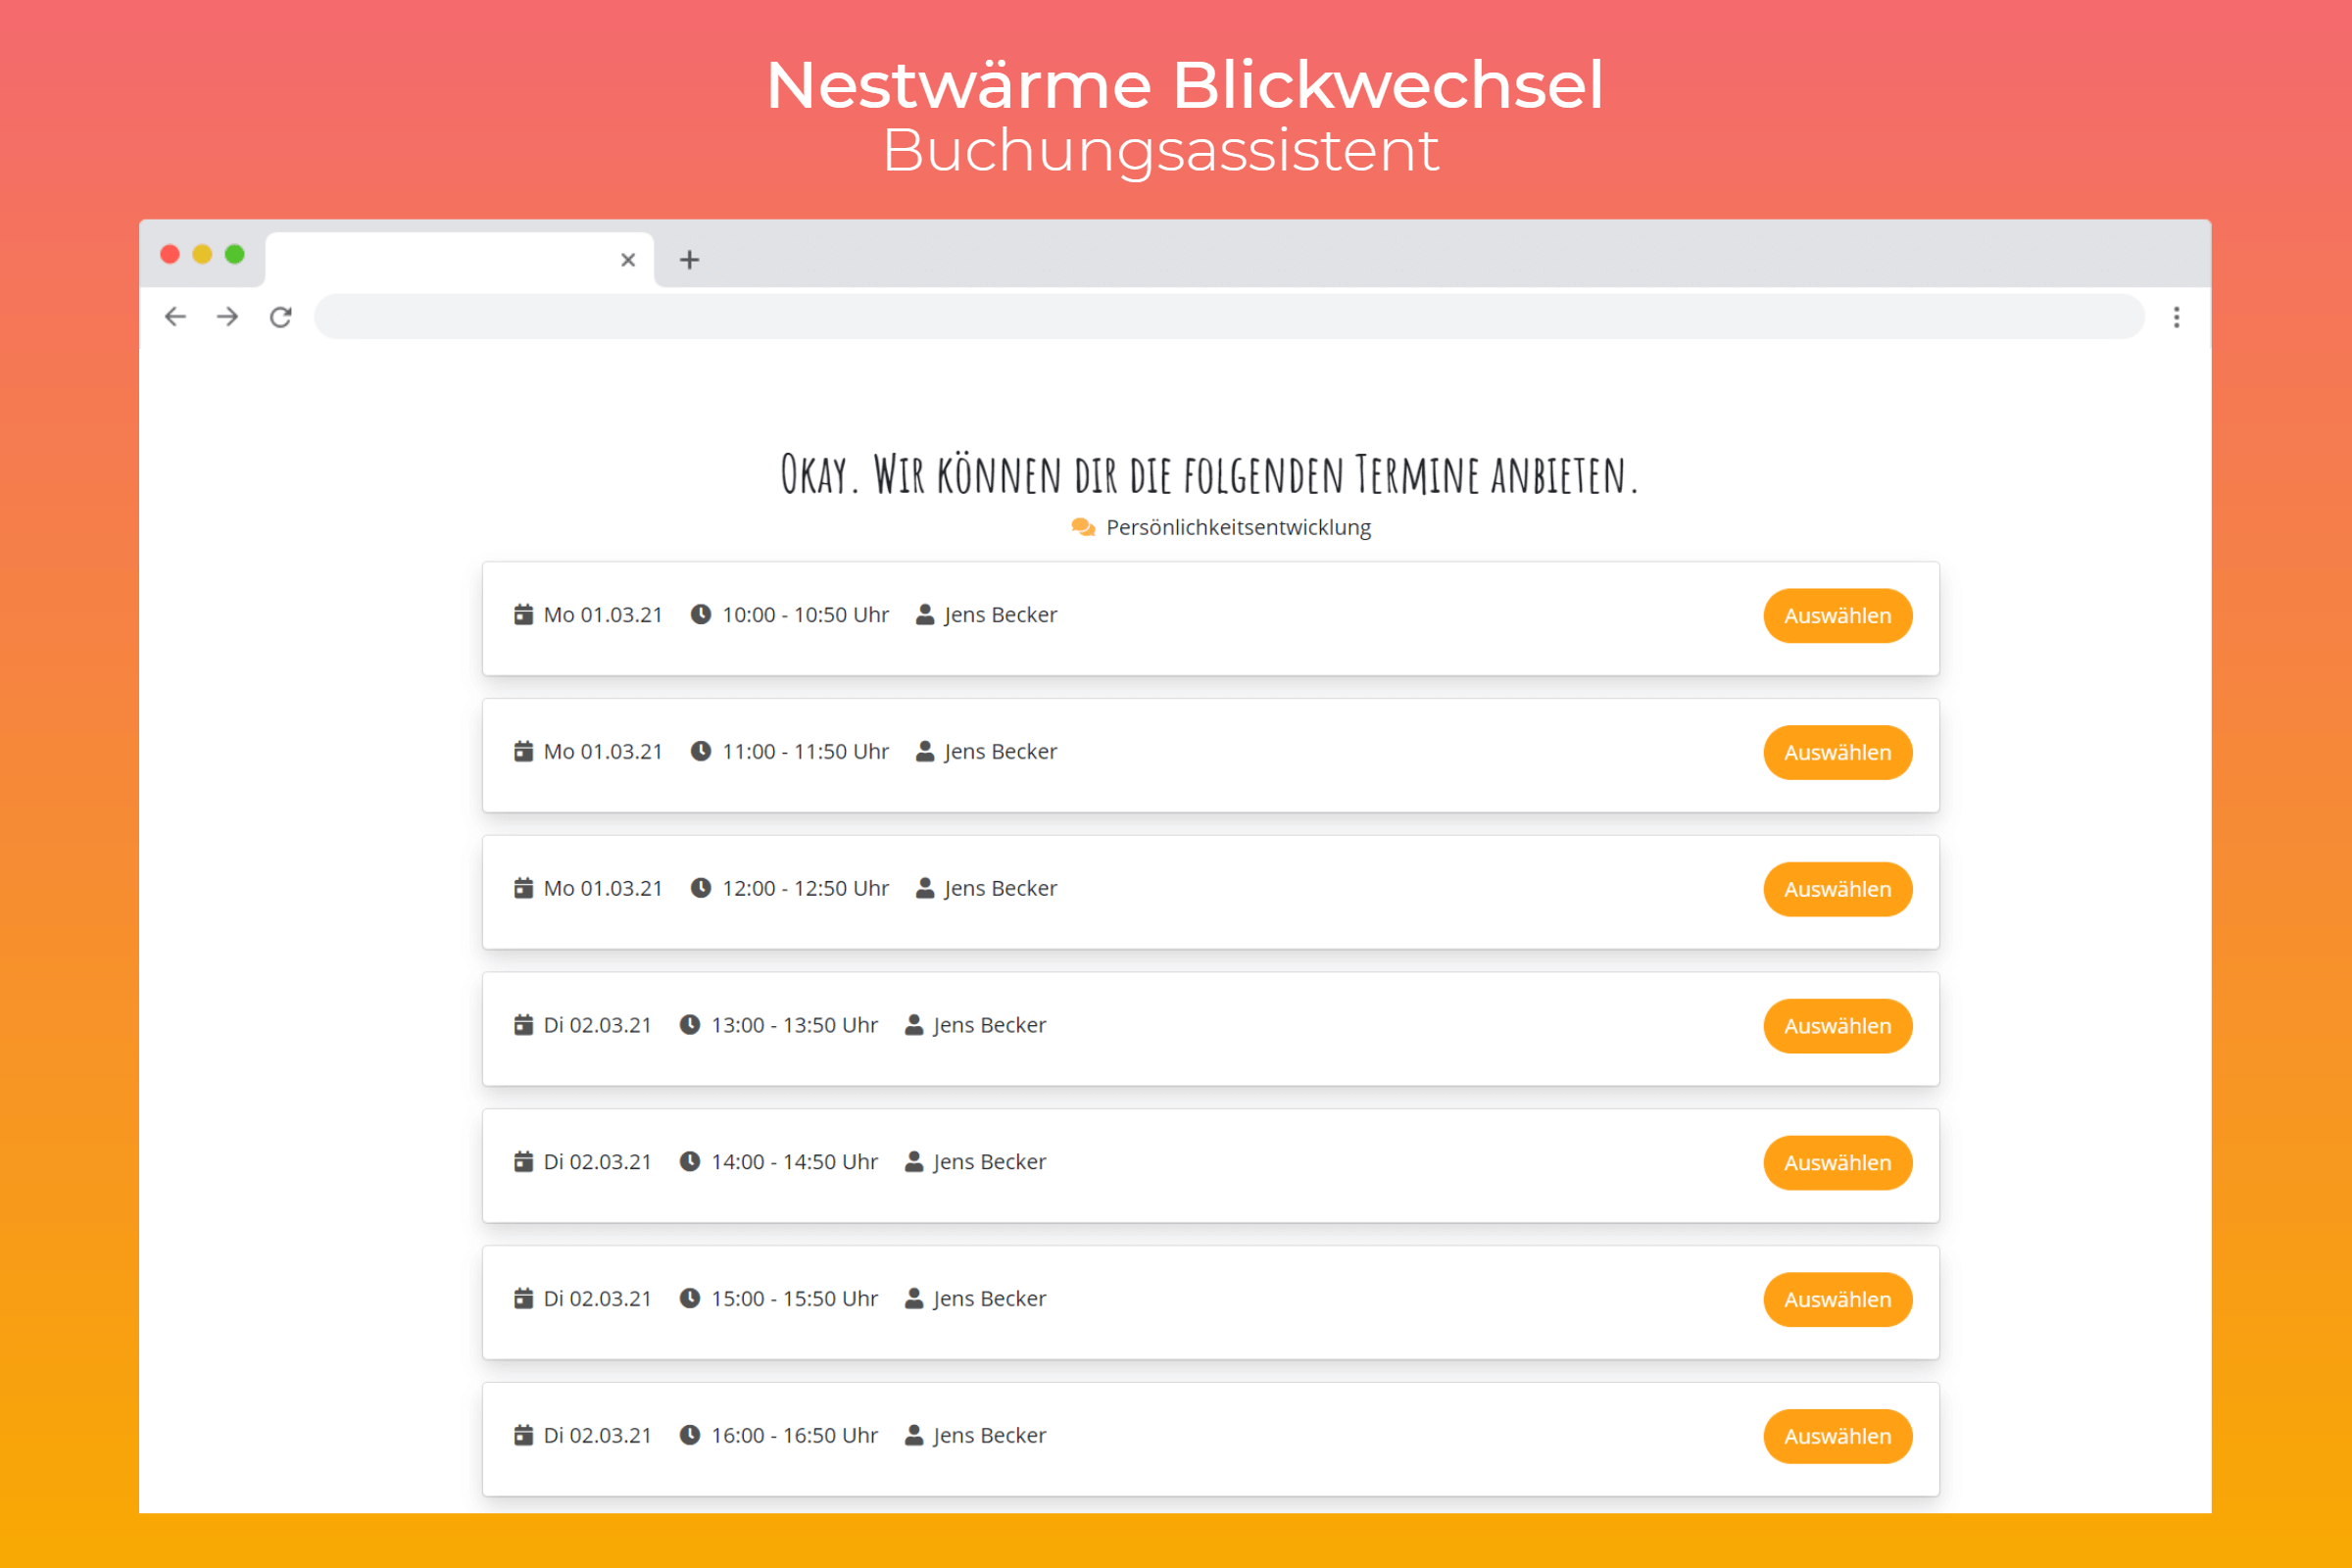 Nestwärme Blickwechsel
Buchungsassistent
Okay. Wir können dir die folgenden Termine anbieten.
Persönlichkeitsentwicklung
Mo 01.03.21 10:00 - 10:50 Uhr Jens Becker Auswählen
Mo 01.03.21 11:00 - 11:50 Uhr Jens Becker Auswählen
Mo 01.03.21 12:00 - 12:50 Uhr Jens Becker Auswählen
Di 02.03.21 13:00 - 13:50 Uhr Jens Becker Auswählen
Di 02.03.21 14:00 - 14:50 Uhr Jens Becker Auswählen
Di 02.03.21 15:00 - 15:50 Uhr Jens Becker Auswählen
Di 02.03.21 16:00 - 16:50 Uhr Jens Becker Auswählen